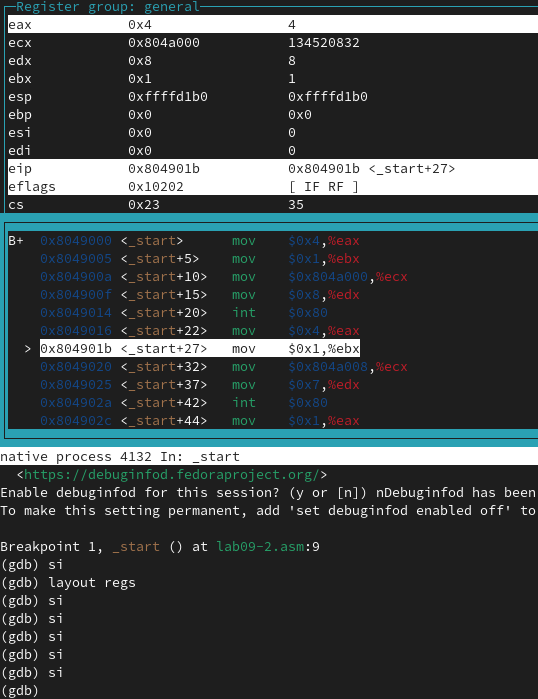 Register group: general
eax 0x4 4
ecx 0x804a000 134520832
edx 0x8 8
ebx 0x1 1
esp 0xffffd1b0 0xffffd1b0
ebp 0x0 0x0
esi 0x0 0
edi 0x0 0
eip 0x804901b 0x804901b <_start+27>
eflags 0x10202 [ IF RF ]
cs 0x23 35
B+ 0x8049000 <_start> mov $0x4,%eax
0x8049005 <_start+5> mov $0x1,%ebx
0x804900a <_start+10> mov $0x804a000,%ecx
0x804900f <_start+15> mov $0x8,%edx
0x8049014 <_start+20> int $0x80
0x8049016 <_start+22> mov $0x4,%eax
> 0x804901b <_start+27> mov $0x1,%ebx
0x8049020 <_start+32> mov $0x804a008,%ecx
0x8049025 <_start+37> mov $0x7,%edx
0x804902a <_start+42> int $0x80
0x804902c <_start+44> mov $0x1,%eax
native process 4132 In: _start
<https://debuginfod.fedoraproject.org/>
Enable debuginfod for this session? (y or [n]) nDebuginfod has been
To make this setting permanent, add 'set debuginfod enabled off' to
Breakpoint 1, _start () at lab09-2.asm:9
(gdb) si
(gdb) layout regs
(gdb) si
(gdb) si
(gdb) si
(gdb) si
(gdb) si
(gdb)